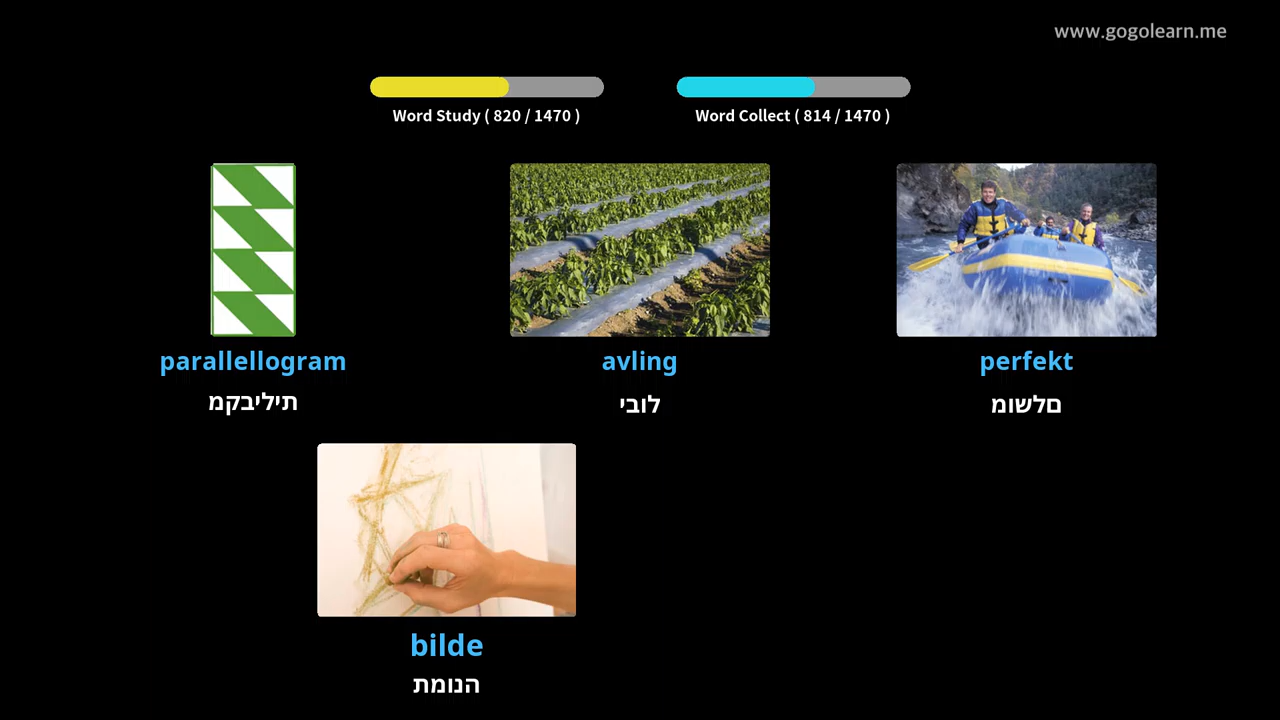 www.gogolearn.me
Word Study ( 820 / 1470 )
Word Collect ( 814 / 1470 )
parallellogram
תיליבקמ
avling
לובי
perfekt
םלשומ
bilde
הנומת